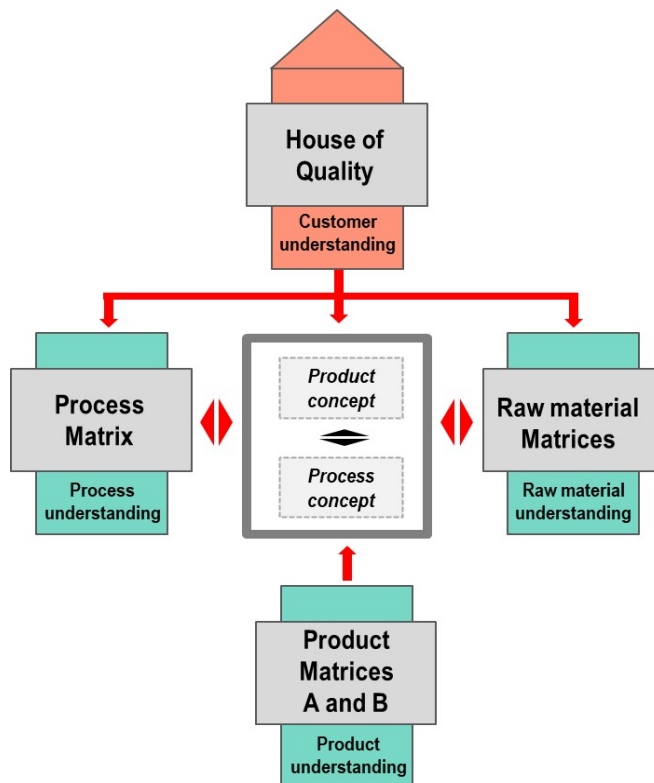 House of
Quality
Customer
understanding
Process
Matrix
Process
understanding
Product
concept
Process
concept
Raw material
Matrices
Raw material
understanding
Product
Matrices
A and B
Product
understanding